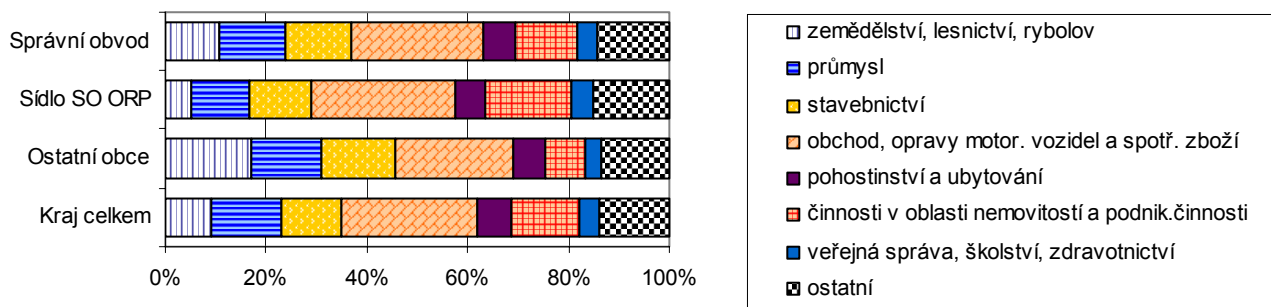 Správní obvod
Sídlo SO ORP
Ostatní obce
Kraj celkem
0% 20% 40% 60% 80% 100%
zemědělství, lesnictví, rybolov
průmysl
stavebnictví
obchod, opravy motor. vozidel a spotř. zboží
pohostinství a ubytování
činnosti v oblasti nemovitostí a podnik.činnosti
veřejná správa, školství, zdravotnictví
ostatní